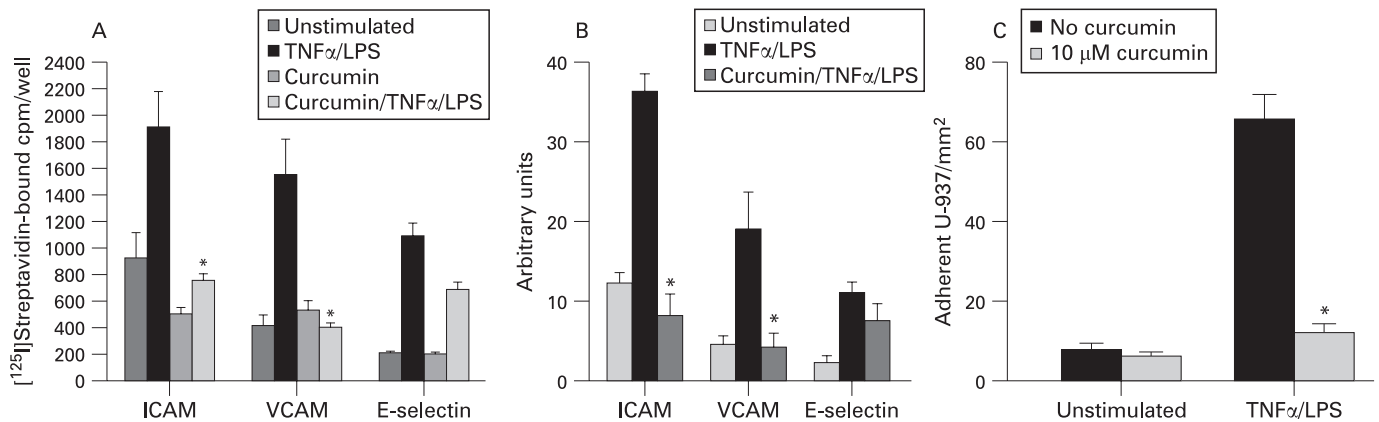 A
Unstimulated
TNFα/LPS
Curcumin
Curcumin/TNFα/LPS
[¹²⁵I]Streptavidin-bound cpm/well
2400
2200
2000
1800
1600
1400
1200
1000
800
600
400
200
0
*
*
ICAM VCAM E-selectin
B
Unstimulated
TNFα/LPS
Curcumin/TNFα/LPS
Arbitrary units
40
30
20
10
0
*
*
ICAM VCAM E-selectin
C
No curcumin
10 μM curcumin
Adherent U-937/mm²
80
60
40
20
0
*
Unstimulated TNFα/LPS